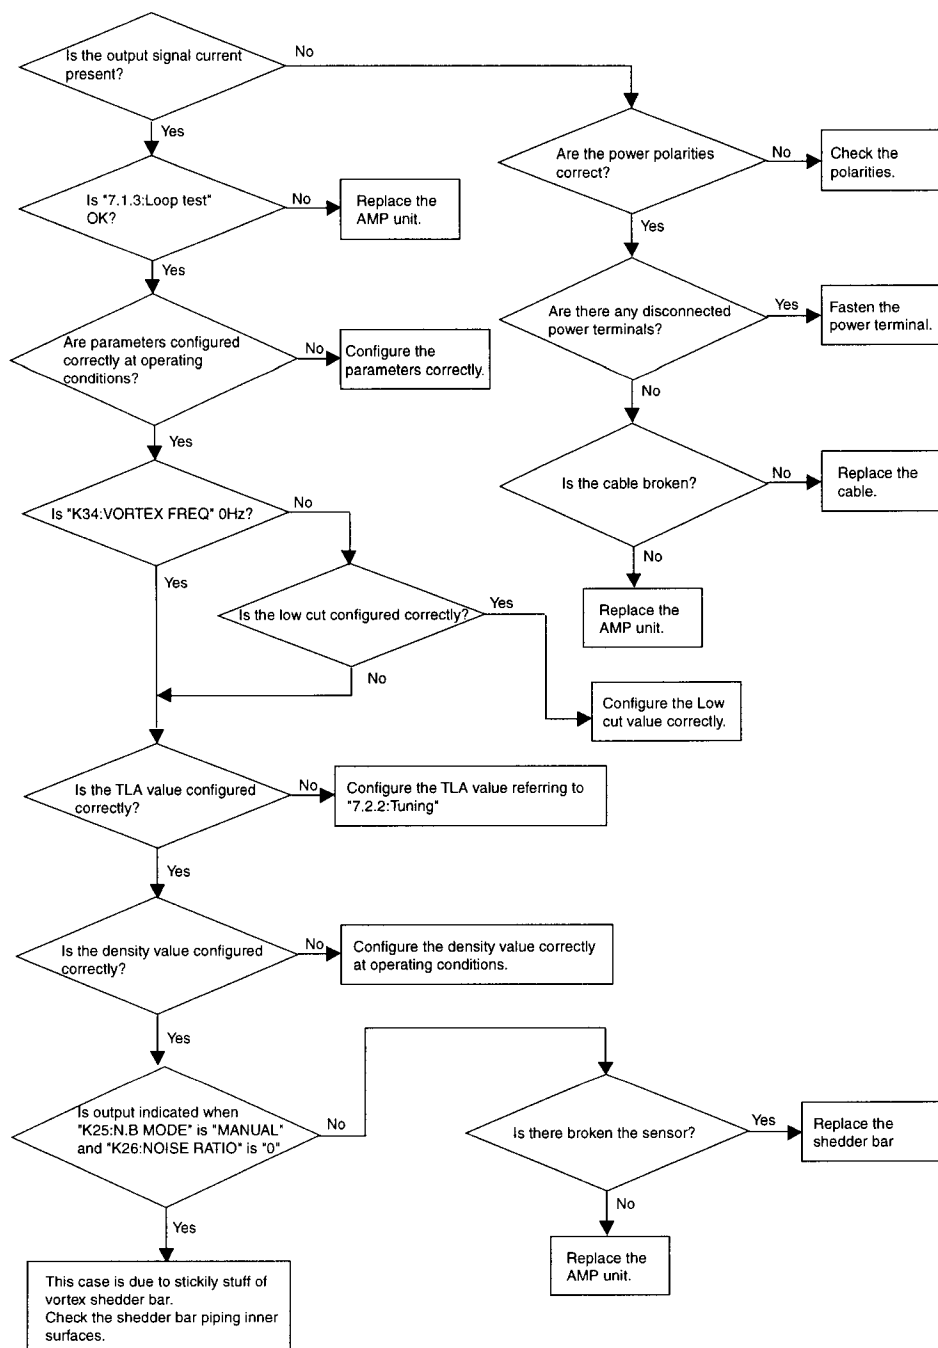 Is the output signal current
present?
No
Yes
Are the power polarities
correct?
No
Check the
polarities.
Is "7.1.3:Loop test"
OK?
No
Replace the
AMP unit.
Yes
Yes
Are there any disconnected
power terminals?
Yes
Fasten the
power terminal.
Are parameters configured
correctly at operating
conditions?
No
Configure the
parameters correctly.
No
Yes
Is the cable broken?
No
Replace the
cable.
Is "K34:VORTEX FREQ" 0Hz?
No
No
Yes
Replace the
AMP unit.
Is the low cut configured correctly?
Yes
No
Configure the Low
cut value correctly.
Is the TLA value configured
correctly?
No
Configure the TLA value referring to
"7.2.2:Tuning"
Yes
Is the density value configured
correctly?
No
Configure the density value correctly
at operating conditions.
Yes
Is output indicated when
"K25:N.B MODE" is "MANUAL"
and "K26:NOISE RATIO" is "0"
No
Is there broken the sensor?
Yes
Replace the
shedder bar
No
Yes
Replace the
AMP unit.
This case is due to stickily stuff of
vortex shedder bar.
Check the shedder bar piping inner
surfaces.